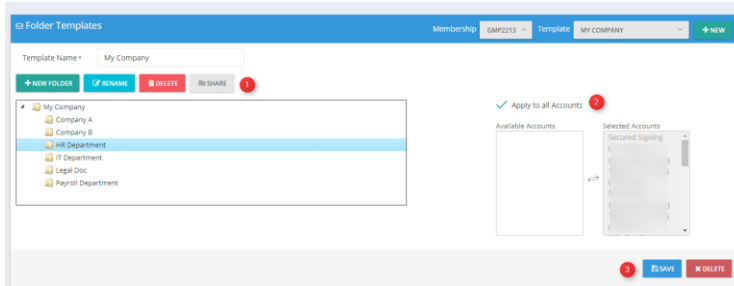 Folder Templates
Membership GMP2213 Template MY COMPANY + NEW
Template Name • My Company
+ NEW FOLDER RENAME DELETE SHARE 1
My Company
Company A
Company B
HR Department
IT Department
Legal Doc
Payroll Department
Apply to all Accounts 2
Available Accounts Selected Accounts
Secured Signing
3 SAVE DELETE